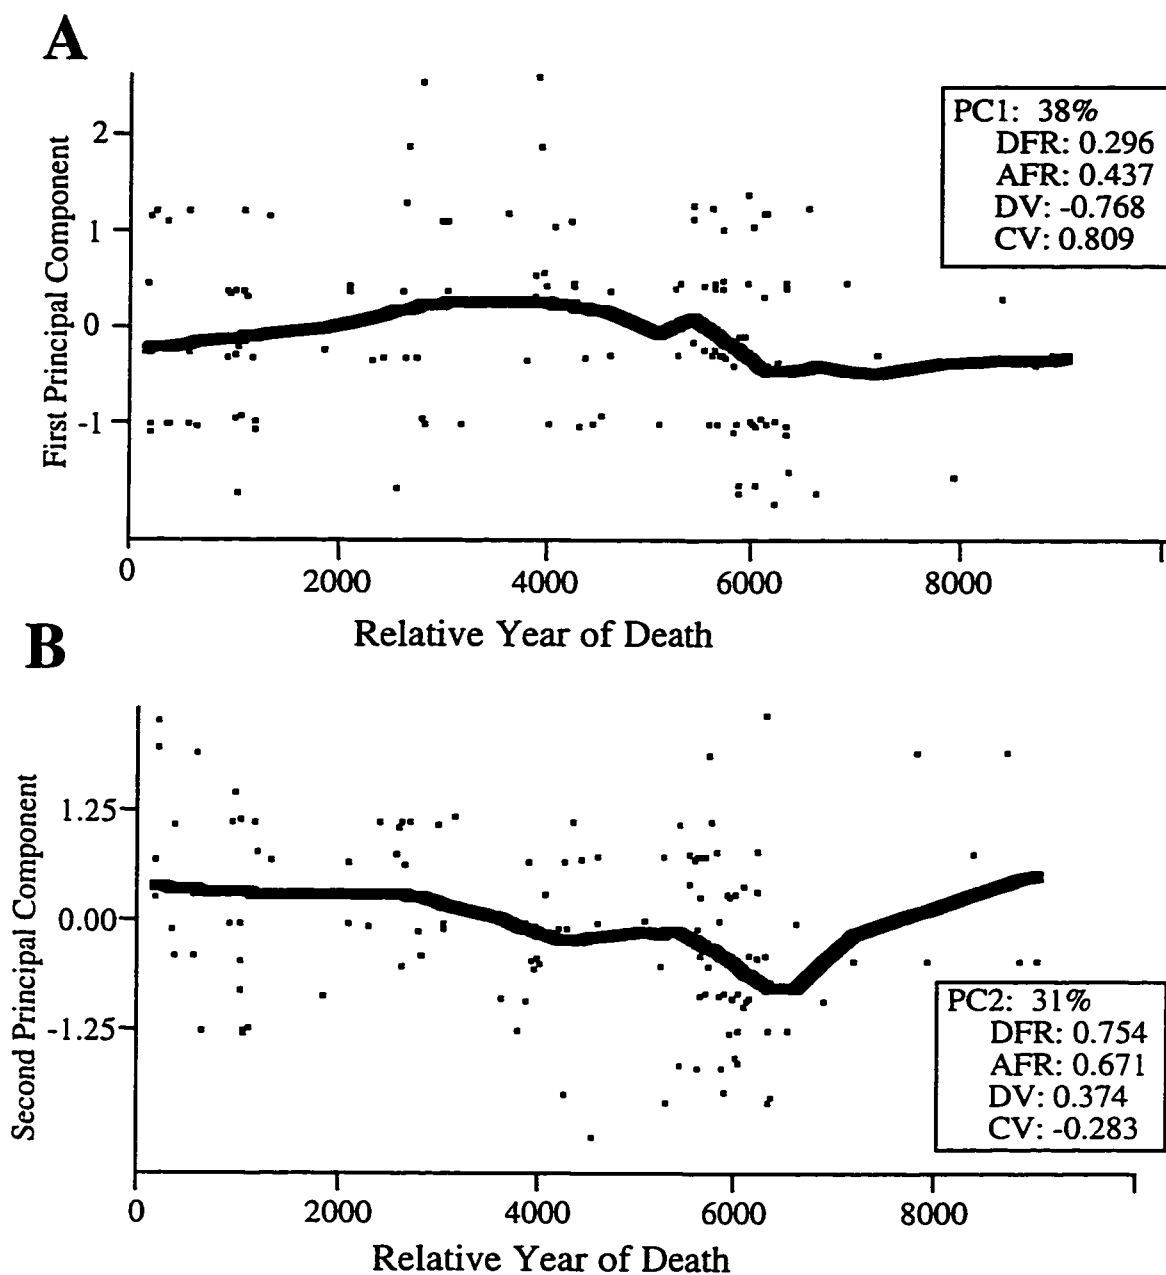 A
First Principal Component
2
1
0
-1
PC1: 38%
DFR: 0.296
AFR: 0.437
DV: -0.768
CV: 0.809
0 2000 4000 6000 8000
Relative Year of Death
B
Second Principal Component
1.25
0.00
-1.25
PC2: 31%
DFR: 0.754
AFR: 0.671
DV: 0.374
CV: -0.283
0 2000 4000 6000 8000
Relative Year of Death